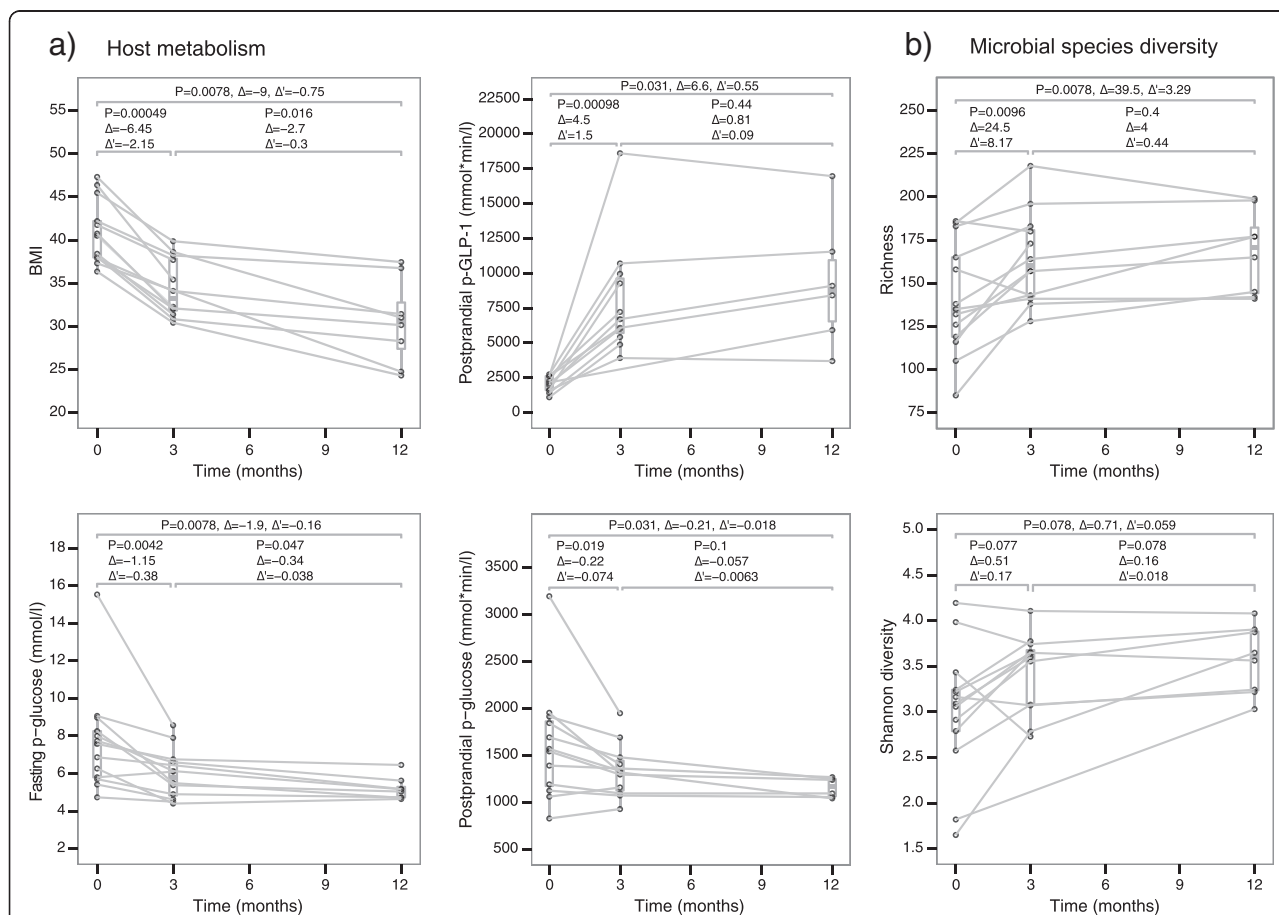 a) Host metabolism
b) Microbial species diversity
P=0.0078, Δ=−9, Δ'=−0.75
P=0.00049
Δ=−6.45
Δ'=−2.15
P=0.016
Δ=−2.7
Δ'=−0.3
BMI
55
50
45
40
35
30
25
20
0 3 6 9 12
Time (months)
P=0.031, Δ=6.6, Δ'=0.55
P=0.00098
Δ=4.5
Δ'=1.5
P=0.44
Δ=0.81
Δ'=0.09
Postprandial p-GLP-1 (mmol*min/l)
22500
20000
17500
15000
12500
10000
7500
5000
2500
0
0 3 6 9 12
Time (months)
P=0.0078, Δ=39.5, Δ'=3.29
P=0.0096
Δ=24.5
Δ'=8.17
P=0.4
Δ=4
Δ'=0.44
Richness
250
225
200
175
150
125
100
75
0 3 6 9 12
Time (months)
P=0.0078, Δ=−1.9, Δ'=−0.16
P=0.0042
Δ=−1.15
Δ'=−0.38
P=0.047
Δ=−0.34
Δ'=−0.038
Fasting p−glucose (mmol/l)
18
16
14
12
10
8
6
4
2
0 3 6 9 12
Time (months)
P=0.031, Δ=−0.21, Δ'=−0.018
P=0.019
Δ=−0.22
Δ'=−0.074
P=0.1
Δ=−0.057
Δ'=−0.0063
Postprandial p−glucose (mmol*min/l)
3500
3000
2500
2000
1500
1000
500
0 3 6 9 12
Time (months)
P=0.078, Δ=0.71, Δ'=0.059
P=0.077
Δ=0.51
Δ'=0.17
P=0.078
Δ=0.16
Δ'=0.018
Shannon diversity
5.0
4.5
4.0
3.5
3.0
2.5
2.0
1.5
0 3 6 9 12
Time (months)